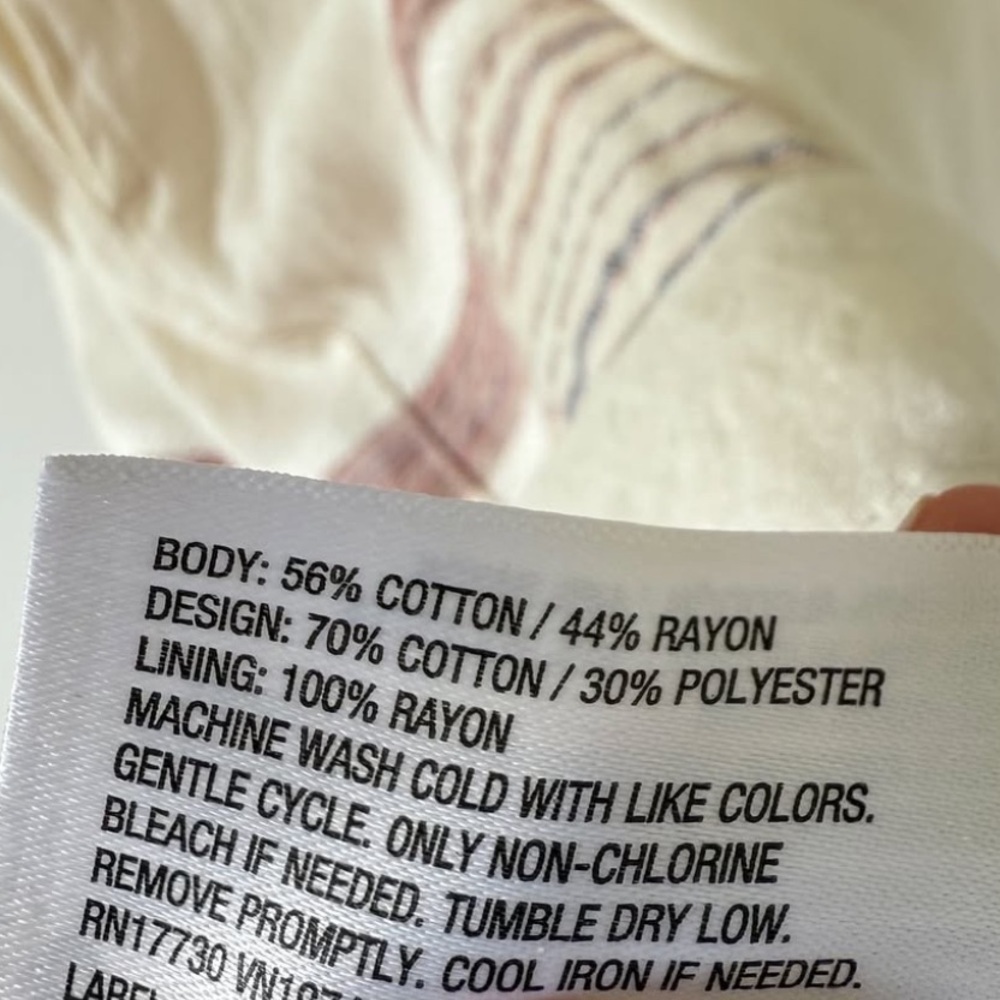 BODY: 56% COTTON / 44% RAYON
DESIGN: 70% COTTON / 30% POLYESTER
LINING: 100% RAYON
MACHINE WASH COLD WITH LIKE COLORS.
GENTLE CYCLE. ONLY NON-CHLORINE
BLEACH IF NEEDED. TUMBLE DRY LOW.
REMOVE PROMPTLY. COOL IRON IF NEEDED.
RN17730